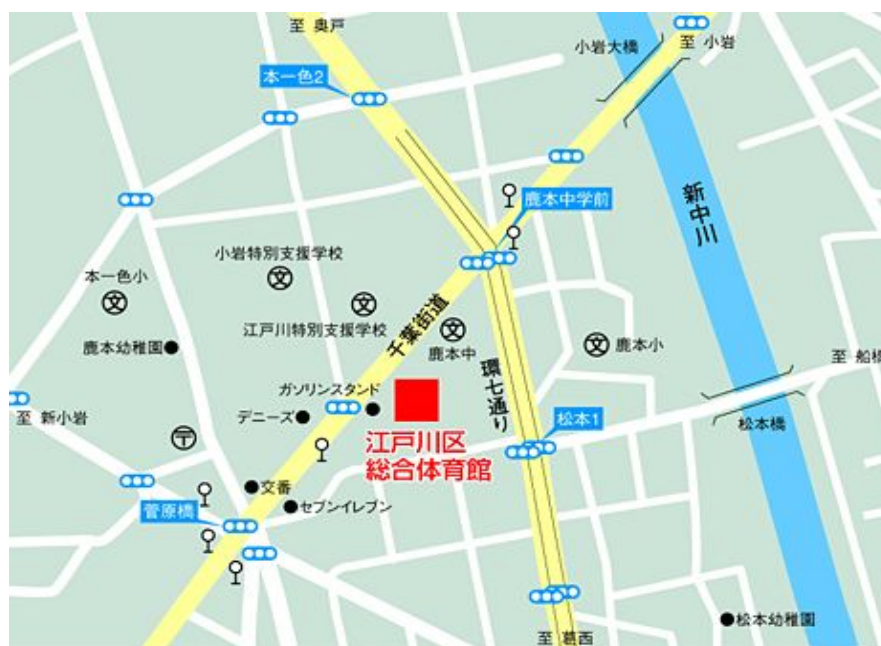 至 奥戸
小岩大橋
至 小岩
本一色2
鹿本中学前
新中川
小岩特別支援学校
本一色小
文
文
江戸川特別支援学校
文
千葉街道
鹿本幼稚園
鹿本中
文
文
鹿本小
至 船橋
環七通り
ガソリンスタンド
至 新小岩
デニーズ
松本1
松本橋
江戸川区
総合体育館
〒
交番
セブンイレブン
菅原橋
松本幼稚園
至 葛西